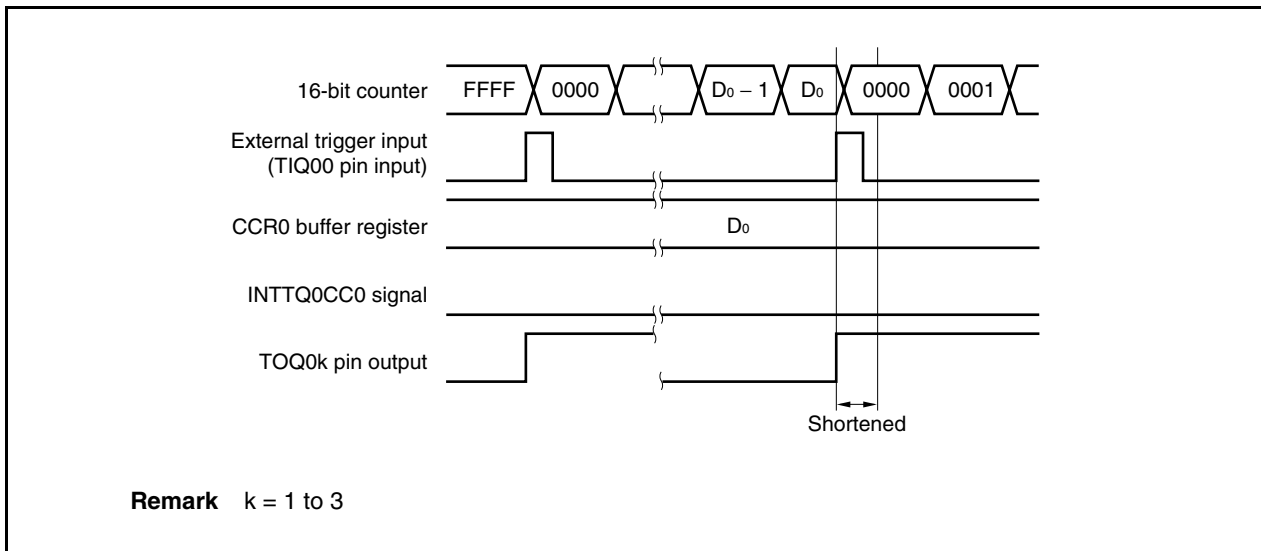 16-bit counter FFFF 0000 D₀ − 1 D₀ 0000 0001
External trigger input
(TIQ00 pin input)
CCR0 buffer register D₀
INTTQ0CC0 signal
TOQ0k pin output
Shortened
Remark k = 1 to 3